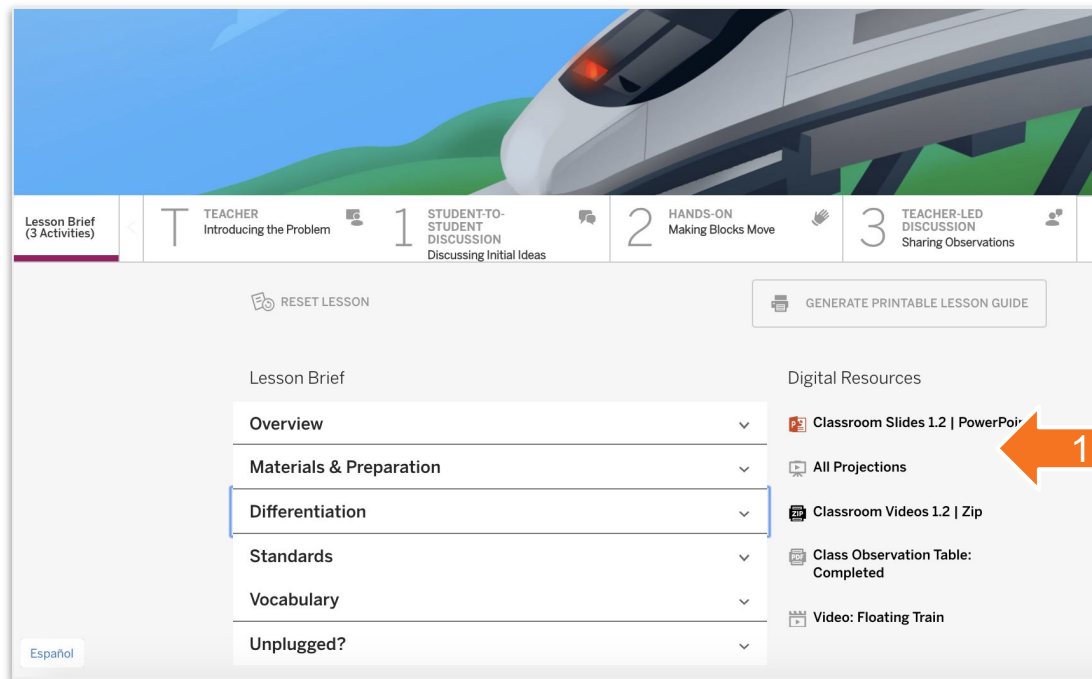 Lesson Brief
(3 Activities)
T
TEACHER
Introducing the Problem
1
STUDENT-TO-
STUDENT
DISCUSSION
Discussing Initial Ideas
2
HANDS-ON
Making Blocks Move
3
TEACHER-LED
DISCUSSION
Sharing Observations
RESET LESSON
GENERATE PRINTABLE LESSON GUIDE
Lesson Brief
Overview
Materials & Preparation
Differentiation
Standards
Vocabulary
Unplugged?
Digital Resources
Classroom Slides 1.2 | PowerPoin
1
All Projections
ZIP
Classroom Videos 1.2 | Zip
PDF
Class Observation Table:
Completed
Video: Floating Train
Español